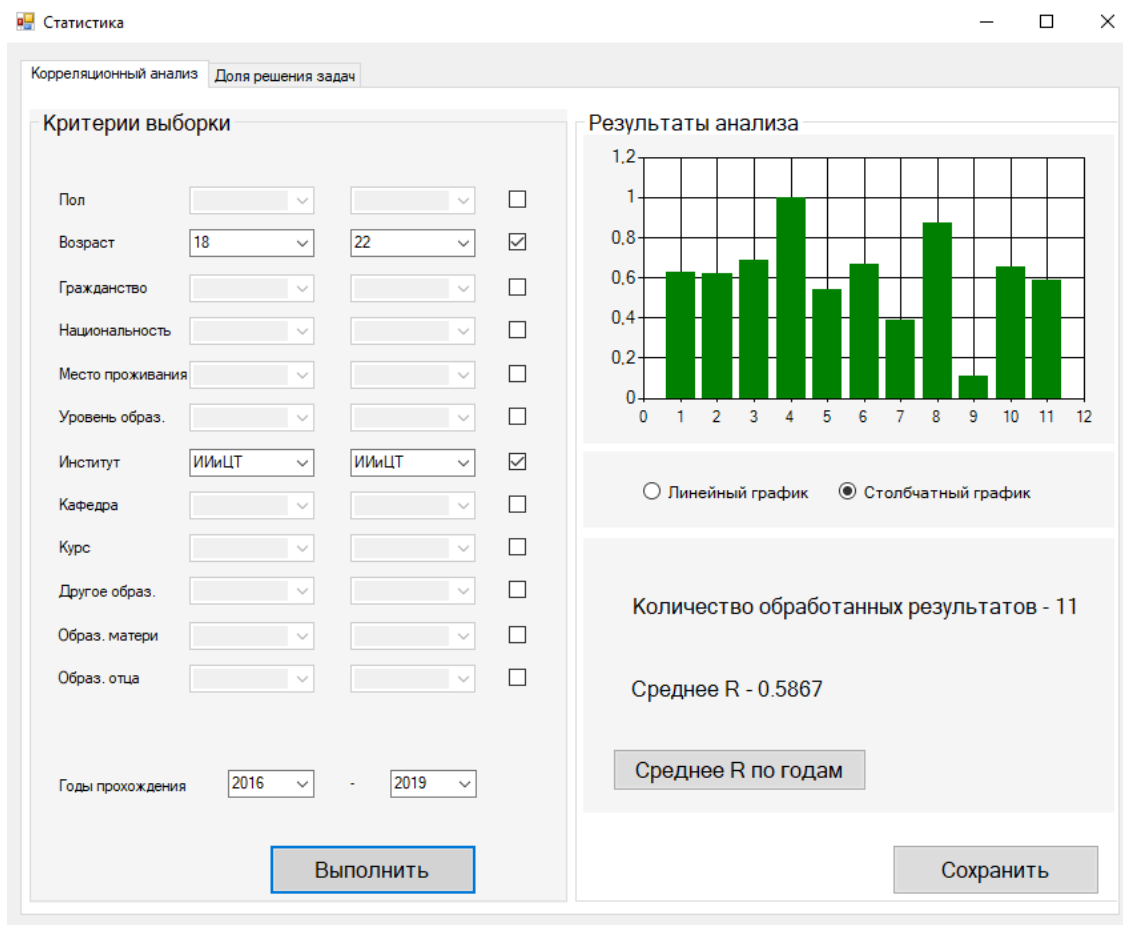 Статистика
Корреляционный анализ
Доля решения задач
Критерии выборки
Пол
Возраст 18 22
Гражданство
Национальность
Место проживания
Уровень образ.
Институт ИИиЦТ ИИиЦТ
Кафедра
Курс
Другое образ.
Образ. матери
Образ. отца
Годы прохождения 2016 - 2019
Выполнить
Результаты анализа
1,2
1
0,8
0,6
0,4
0,2
0
0 1 2 3 4 5 6 7 8 9 10 11 12
Линейный график Столбчатный график
Количество обработанных результатов - 11
Среднее R - 0.5867
Среднее R по годам
Сохранить